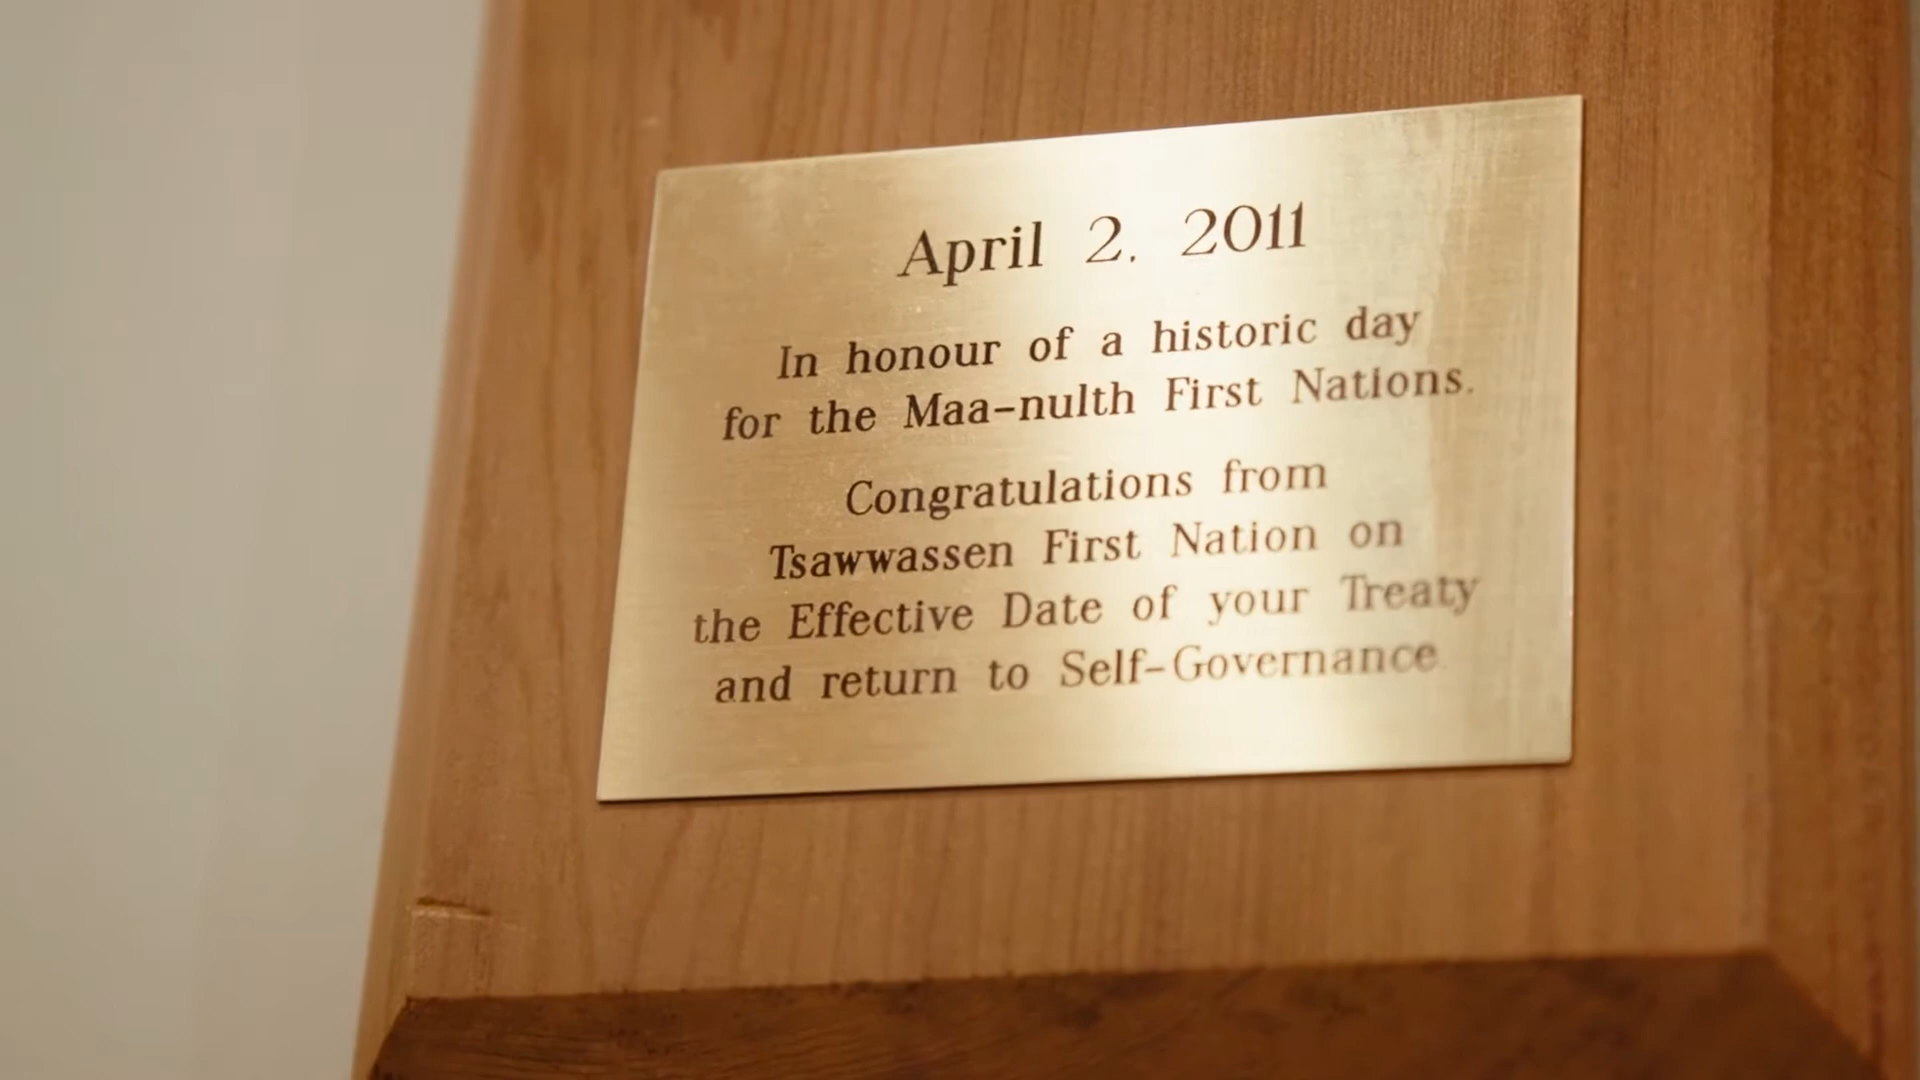 April 2, 2011
In honour of a historic day
for the Maa-nulth First Nations.
Congratulations from
Tsawwassen First Nation on
the Effective Date of your Treaty
and return to Self-Governance.